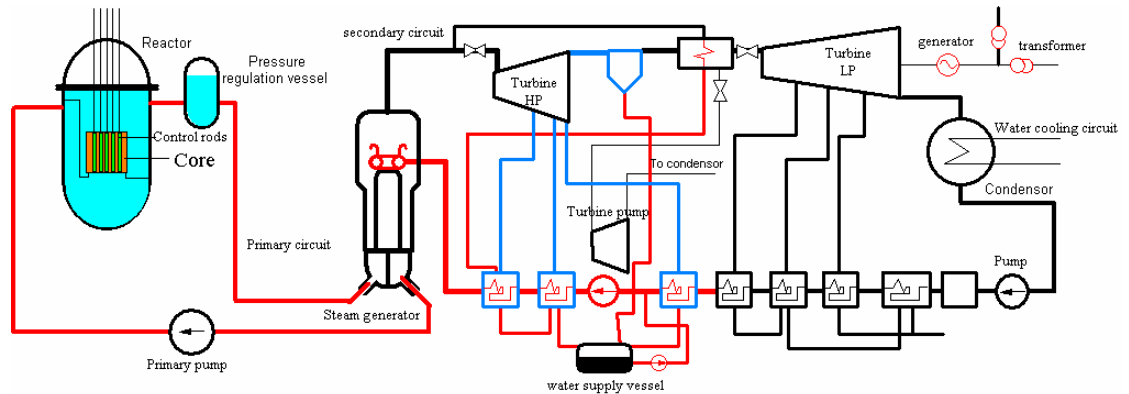 Reactor
Pressure
regulation vessel
Control rods
Core
Primary circuit
Steam generator
Primary pump
secondary circuit
Turbine
HP
To condensor
Turbine pump
water supply vessel
Turbine
LP
generator
transformer
Water cooling circuit
Condensor
Pump